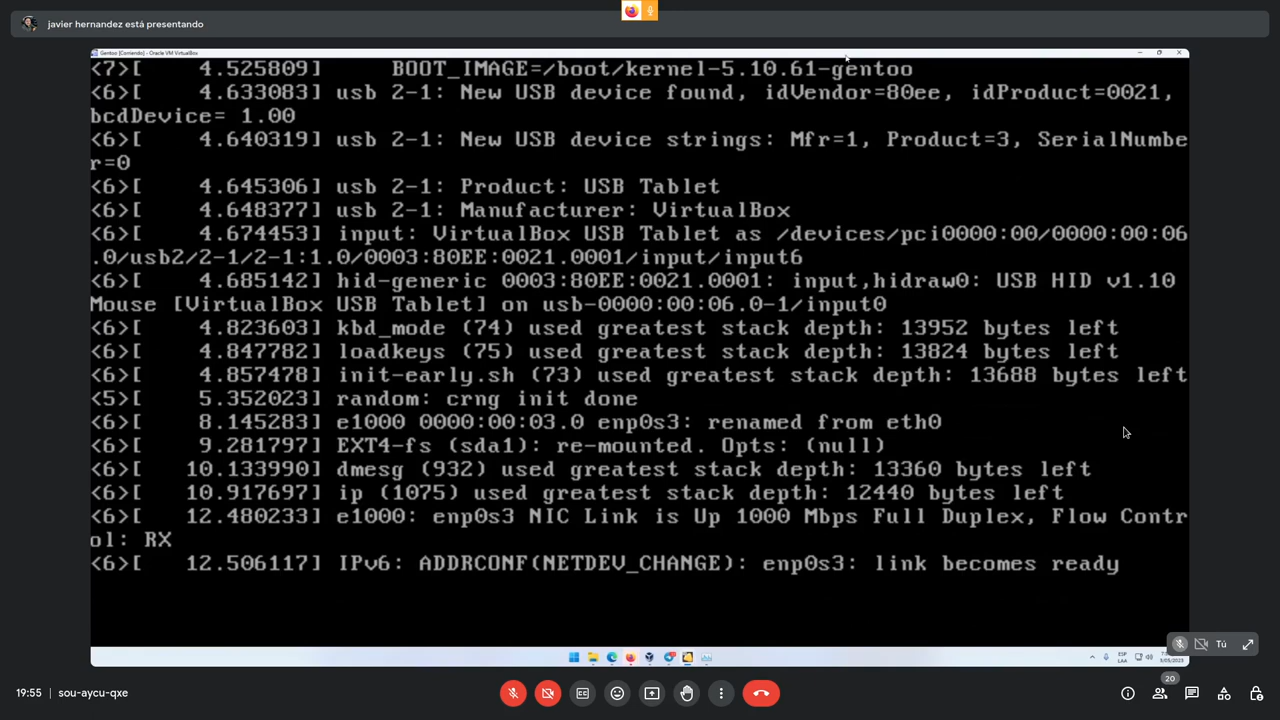 javier hernandez está presentando
Gentoo [Corriendo] - Oracle VM VirtualBox
<7>[    4.525809]     BOOT_IMAGE=/boot/kernel-5.10.61-gentoo
<6>[    4.633083] usb 2-1: New USB device found, idVendor=80ee, idProduct=0021,
bcdDevice= 1.00
<6>[    4.640319] usb 2-1: New USB device strings: Mfr=1, Product=3, SerialNumbe
r=0
<6>[    4.645306] usb 2-1: Product: USB Tablet
<6>[    4.648377] usb 2-1: Manufacturer: VirtualBox
<6>[    4.674453] input: VirtualBox USB Tablet as /devices/pci0000:00/0000:00:06
.0/usb2/2-1/2-1:1.0/0003:80EE:0021.0001/input/input6
<6>[    4.685142] hid-generic 0003:80EE:0021.0001: input,hidraw0: USB HID v1.10
Mouse [VirtualBox USB Tablet] on usb-0000:00:06.0-1/input0
<6>[    4.823603] kbd_mode (74) used greatest stack depth: 13952 bytes left
<6>[    4.847782] loadkeys (75) used greatest stack depth: 13824 bytes left
<6>[    4.857478] init-early.sh (73) used greatest stack depth: 13688 bytes left
<5>[    5.352023] random: crng init done
<6>[    8.145283] e1000 0000:00:03.0 enp0s3: renamed from eth0
<6>[    9.281797] EXT4-fs (sda1): re-mounted. Opts: (null)
<6>[   10.133990] dmesg (932) used greatest stack depth: 13360 bytes left
<6>[   10.917697] ip (1075) used greatest stack depth: 12440 bytes left
<6>[   12.480233] e1000: enp0s3 NIC Link is Up 1000 Mbps Full Duplex, Flow Contr
ol: RX
<6>[   12.506117] IPv6: ADDRCONF(NETDEV_CHANGE): enp0s3: link becomes ready
Tú
ESP
LAA
3/05/2023
20
19:55
sou-aycu-qxe